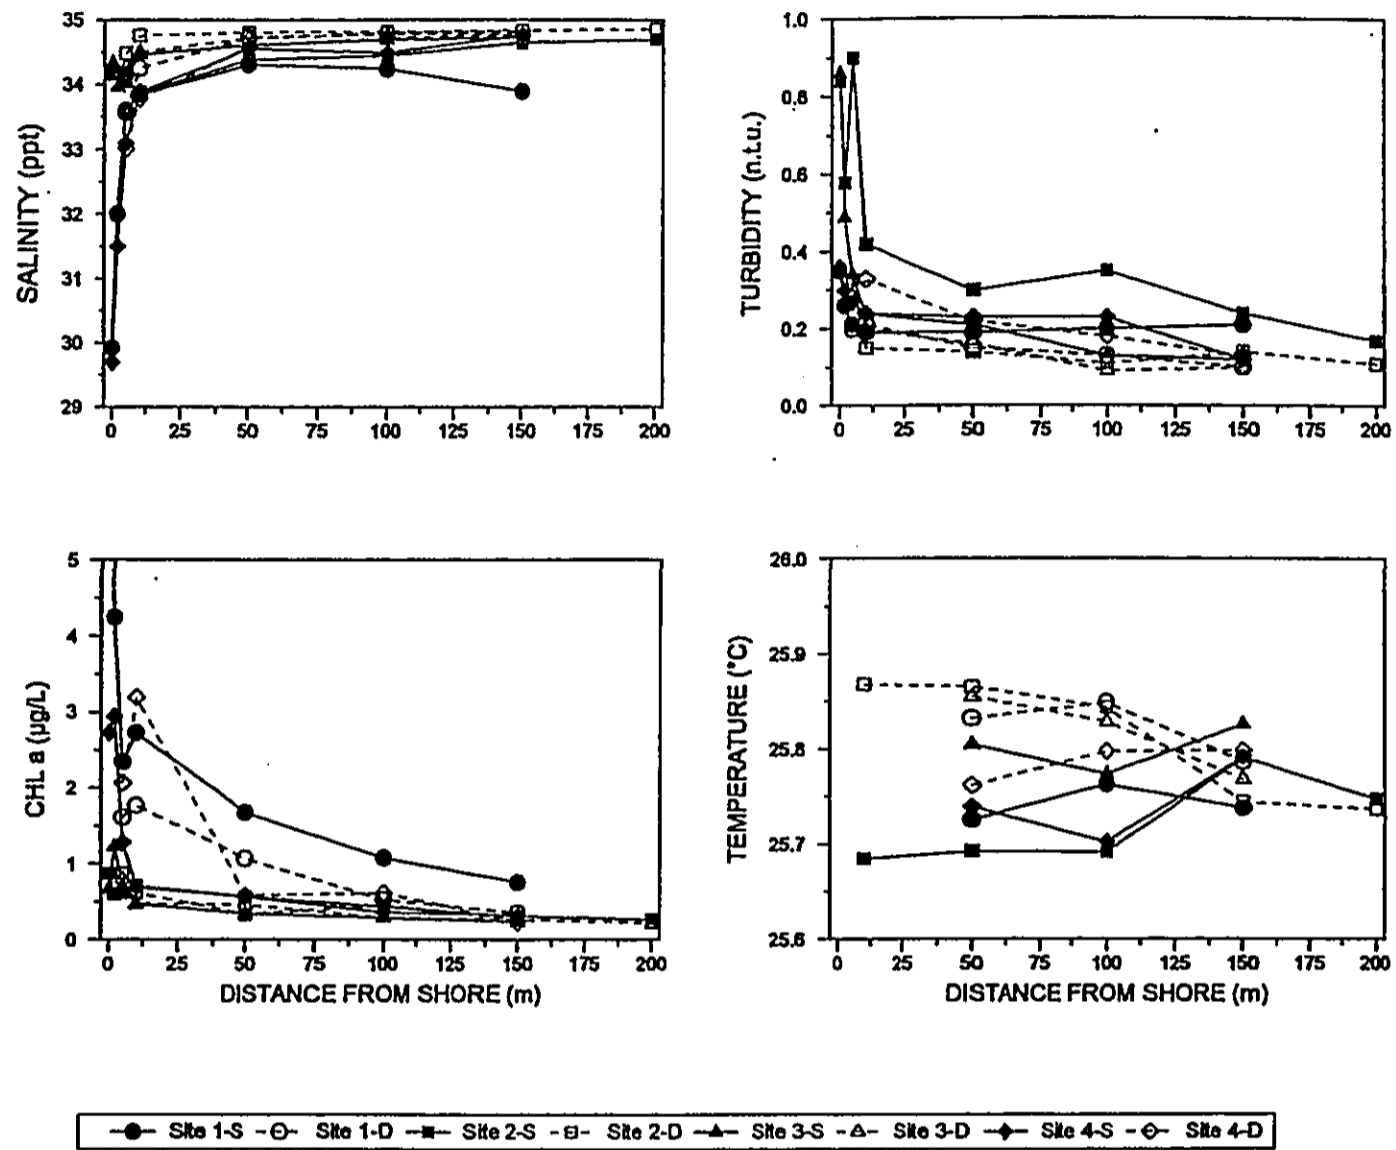 SALINITY (ppt)
35
34
33
32
31
30
29
0 25 50 75 100 125 150 175 200
TURBIDITY (n.t.u.)
1.0
0.8
0.6
0.4
0.2
0.0
0 25 50 75 100 125 150 175 200
CHL a (µg/L)
5
4
3
2
1
0
0 25 50 75 100 125 150 175 200
DISTANCE FROM SHORE (m)
TEMPERATURE (°C)
26.0
25.9
25.8
25.7
25.6
0 25 50 75 100 125 150 175 200
DISTANCE FROM SHORE (m)
Site 1-S Site 1-D Site 2-S Site 2-D Site 3-S Site 3-D Site 4-S Site 4-D